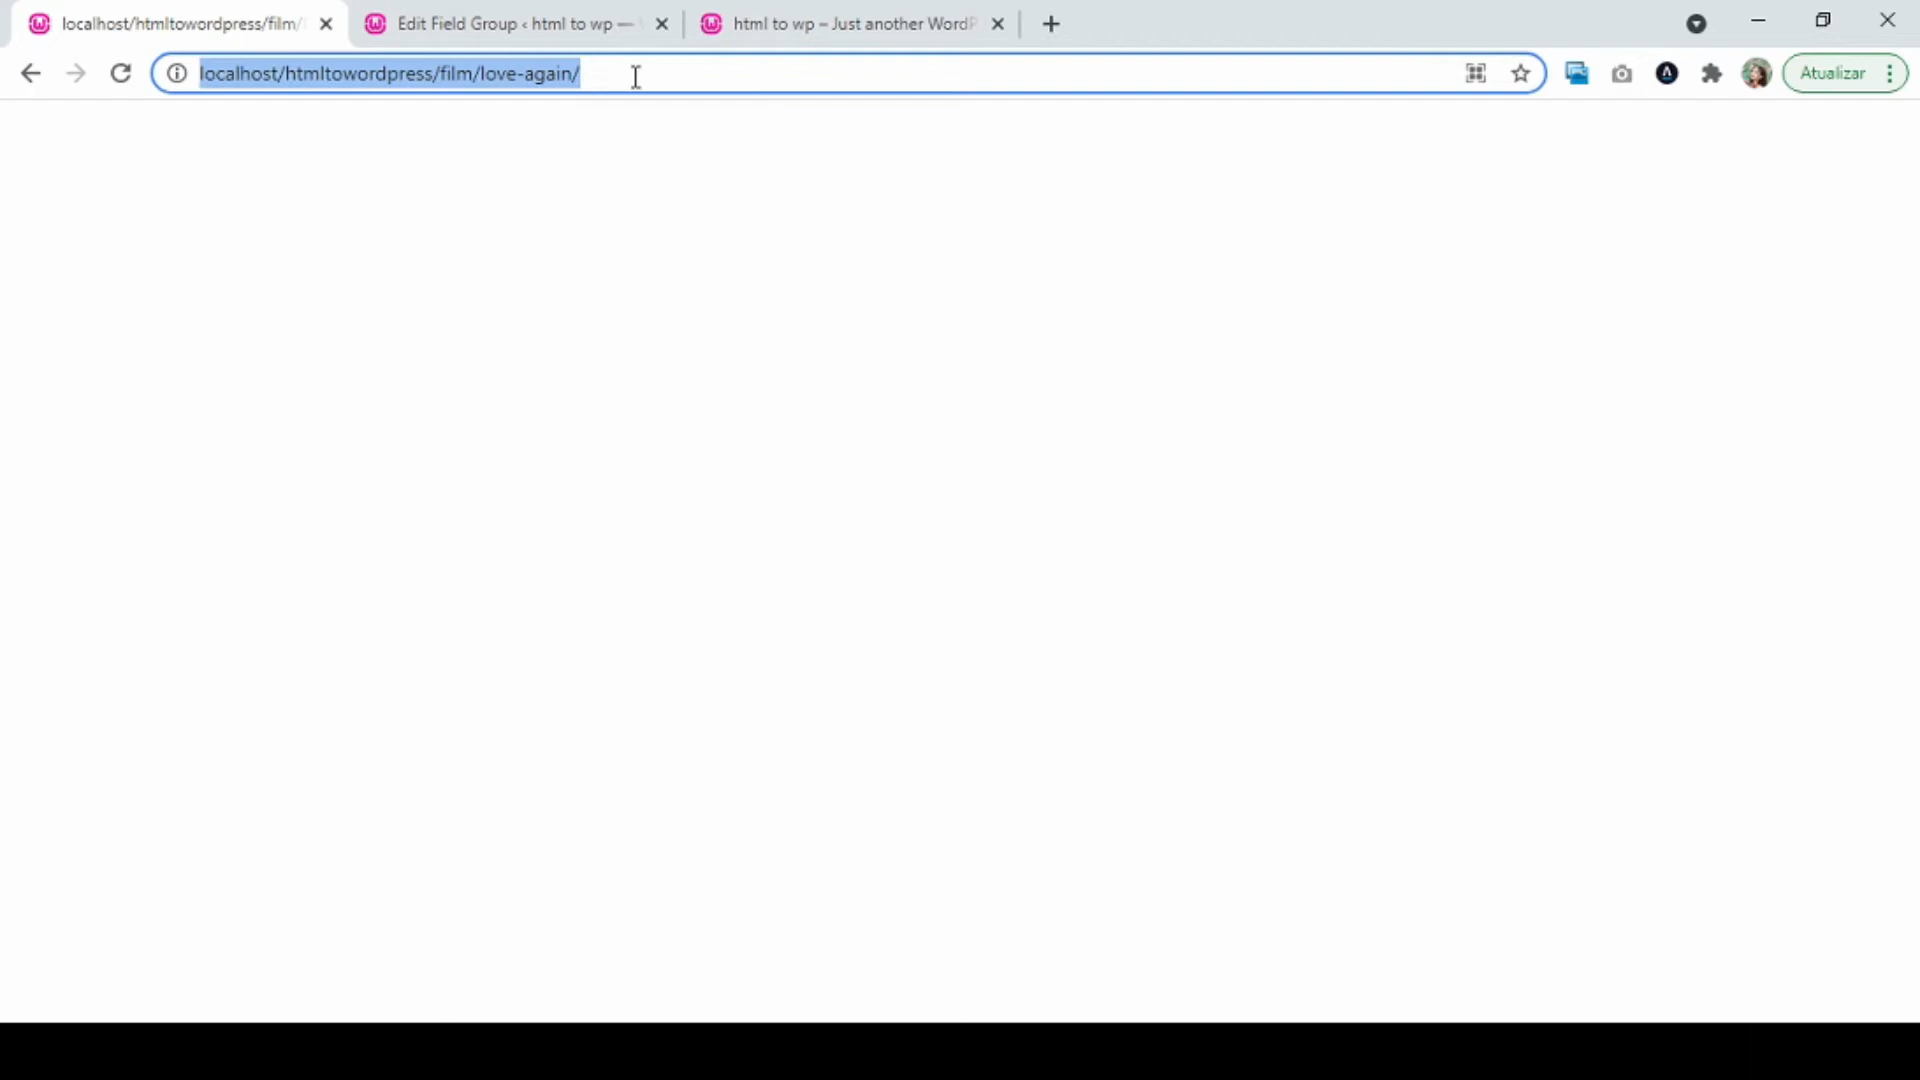 localhost/htmltowordpress/film/
Edit Field Group ‹ html to wp —
html to wp – Just another WordP
localhost/htmltowordpress/film/love-again/
Atualizar